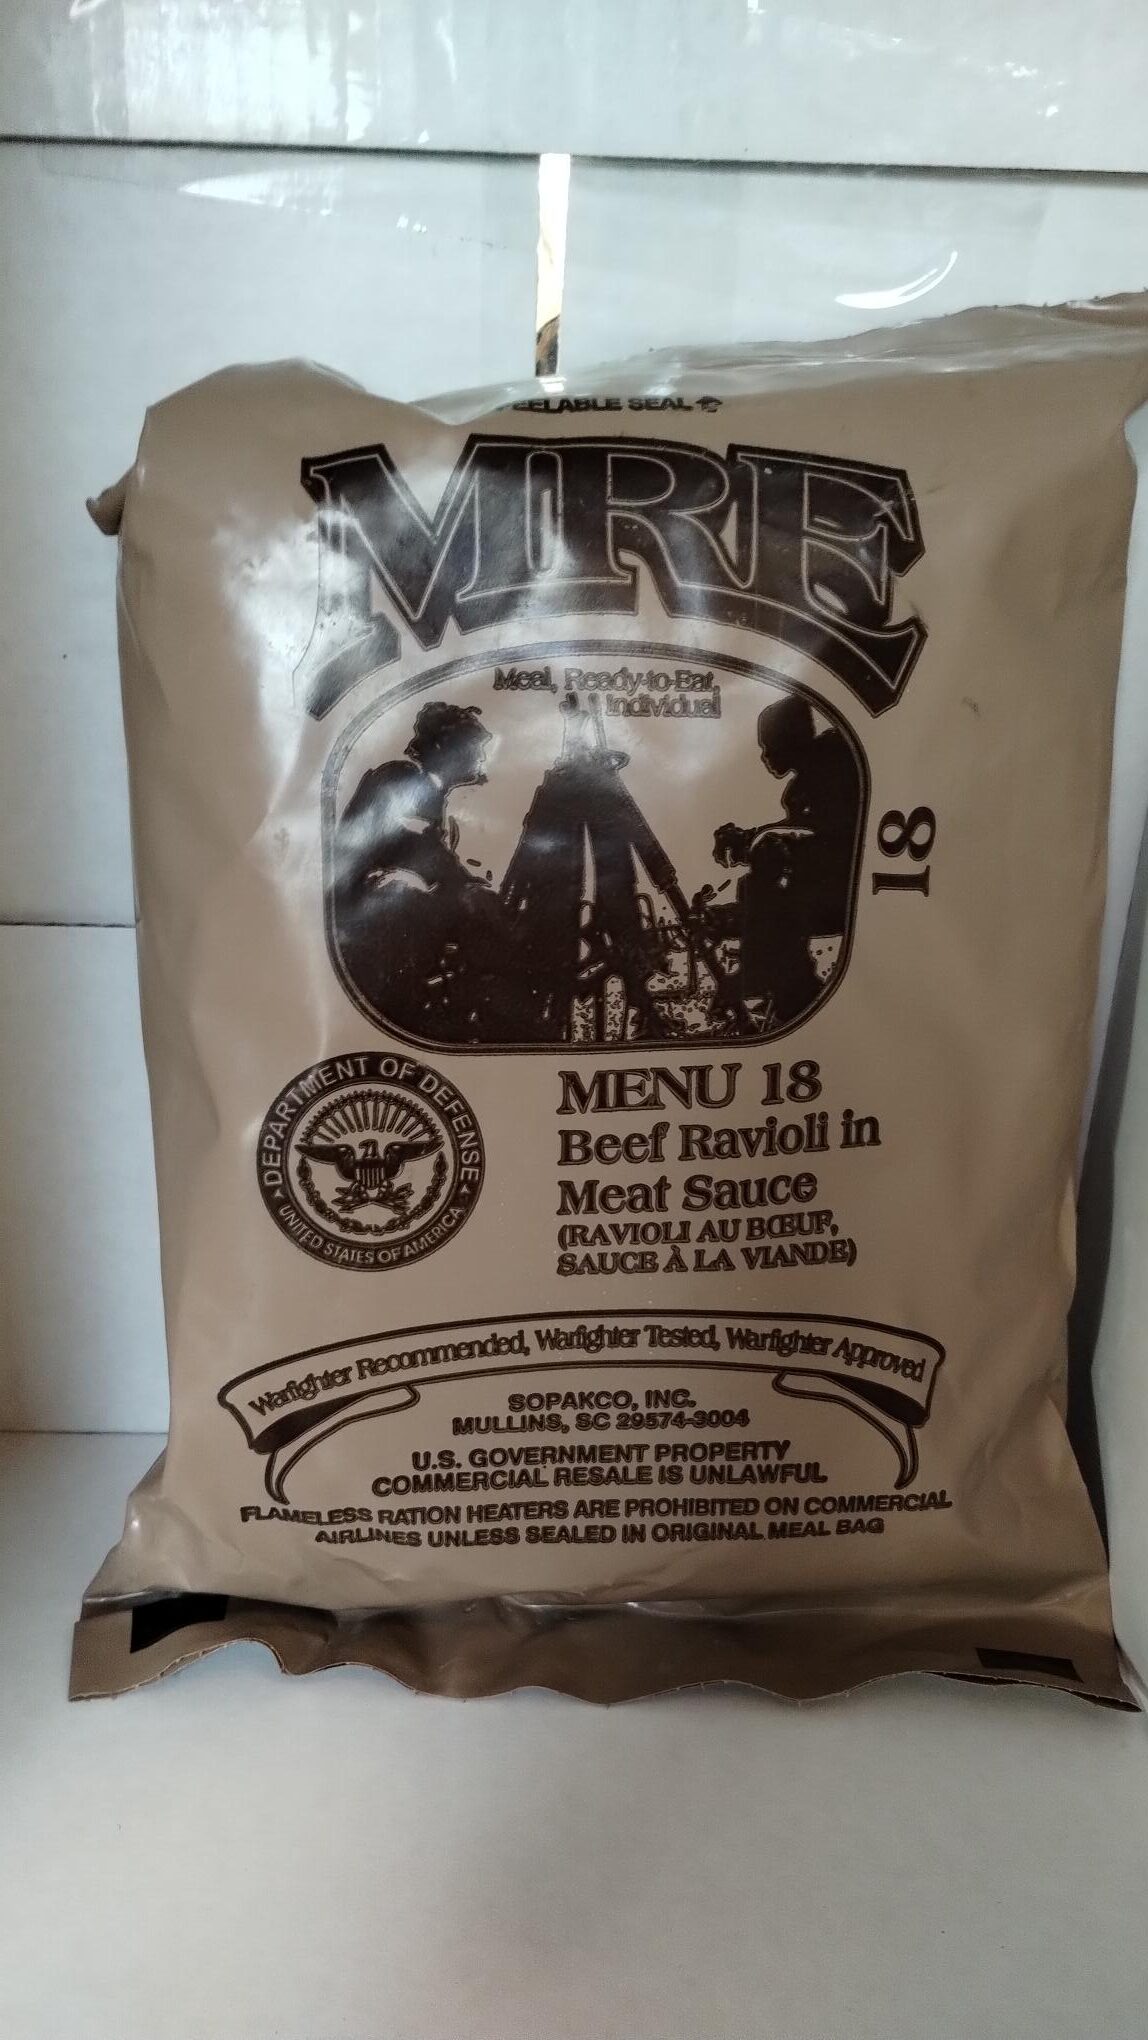 PEELABLE SEAL
MRE
Meal, Ready-to-Eat,
Individual
18
DEPARTMENT OF DEFENSE
UNITED STATES OF AMERICA
MENU 18
Beef Ravioli in
Meat Sauce
(RAVIOLI AU BŒUF,
SAUCE À LA VIANDE)
Warfighter Recommended, Warfighter Tested, Warfighter Approved
SOPAKCO, INC.
MULLINS, SC 29574-3004
U.S. GOVERNMENT PROPERTY
COMMERCIAL RESALE IS UNLAWFUL
FLAMELESS RATION HEATERS ARE PROHIBITED ON COMMERCIAL
AIRLINES UNLESS SEALED IN ORIGINAL MEAL BAG